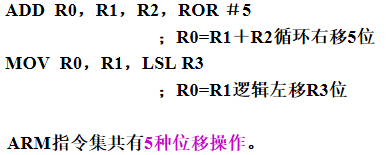 ADD  R0，R1，R2，ROR ＃5
；R0=R1＋R2循环右移5位
MOV  R0，R1，LSL R3
；R0=R1逻辑左移R3位
ARM指令集共有5种位移操作。